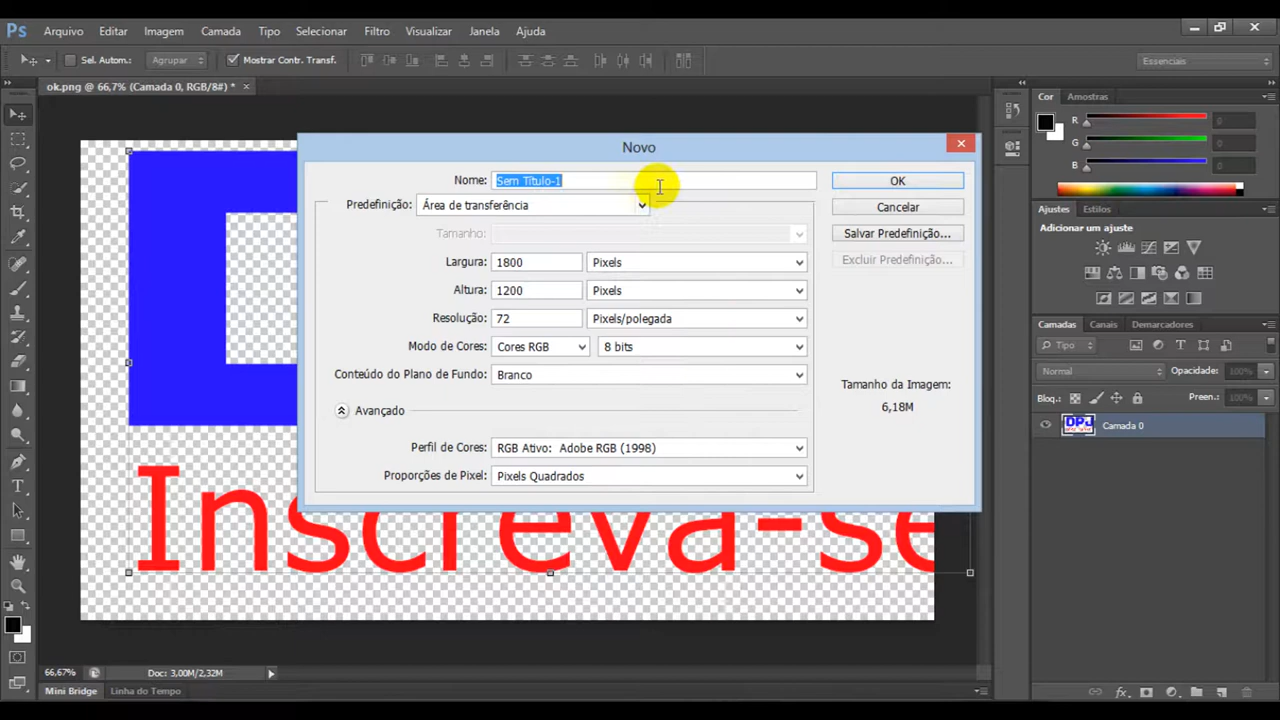 Ps Arquivo Editar Imagem Camada Tipo Selecionar Filtro Visualizar Janela Ajuda
Sel. Autom.: Agrupar Mostrar Contr. Transf. Essenciais
ok.png @ 66,7% (Camada 0, RGB/8#) * ×
Novo
Nome: Sem Título-1
Predefinição: Área de transferência
Tamanho:
Largura: 1800 Pixels
Altura: 1200 Pixels
Resolução: 72 Pixels/polegada
Modo de Cores: Cores RGB 8 bits
Conteúdo do Plano de Fundo: Branco
Avançado
Perfil de Cores: RGB Ativo: Adobe RGB (1998)
Proporções de Pixel: Pixels Quadrados
OK
Cancelar
Salvar Predefinição...
Excluir Predefinição...
Tamanho da Imagem:
6,18M
Inscreva-se
Cor Amostras
R 0
G 0
B 0
Ajustes Estilos
Adicionar um ajuste
Camadas Canais Demarcadores
Tipo
Normal Opacidade: 100%
Bloq.: Preen.: 100%
DPJ Camada 0
66,67% Doc: 3,00M/2,32M
Mini Bridge Linha do Tempo